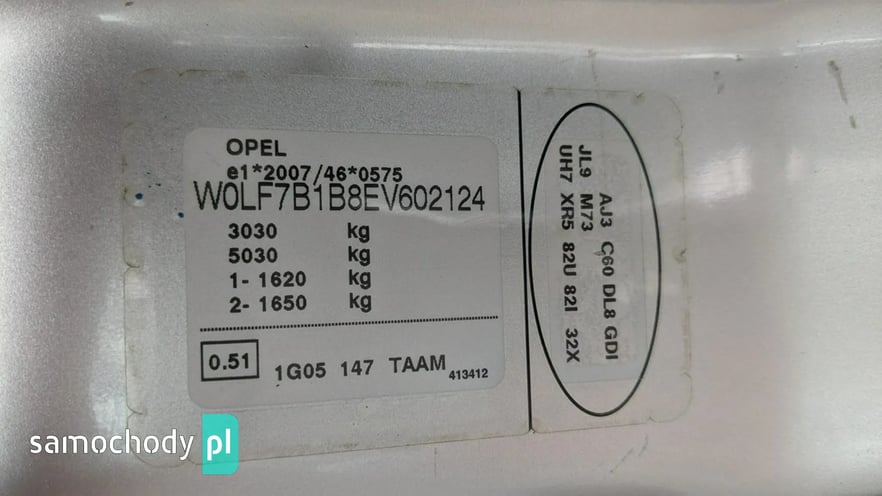 OPEL
e1*2007/46*0575
W0LF7B1B8EV602124
3030 kg
5030 kg
1- 1620 kg
2- 1650 kg
0.51 1G05 147 TAAM 413412
AJ3 C60 DL8 GDI
JL9 M73
UH7 XR5 82U 82I 32X
samochody pl